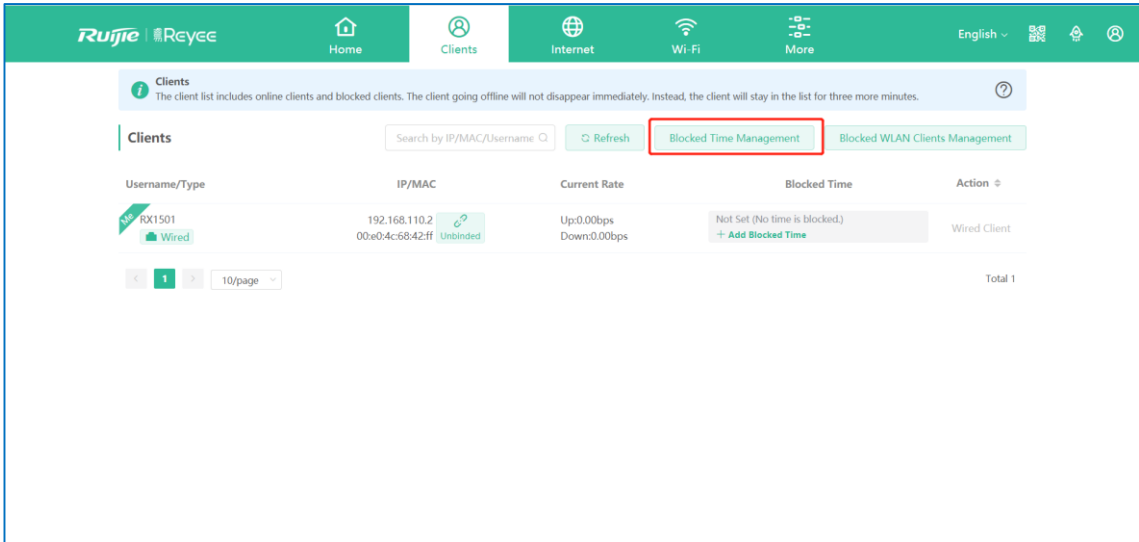 Ruijie Reyee
Home
Clients
Internet
Wi-Fi
More
English
Clients
The client list includes online clients and blocked clients. The client going offline will not disappear immediately. Instead, the client will stay in the list for three more minutes.
Clients
Search by IP/MAC/Username
Refresh
Blocked Time Management
Blocked WLAN Clients Management
Username/Type IP/MAC Current Rate Blocked Time Action
Me
RX1501 192.168.110.2 Up:0.00bps Not Set (No time is blocked.)
Wired 00:e0:4c:68:42:ff Unbinded Down:0.00bps + Add Blocked Time Wired Client
< 1 > 10/page Total 1